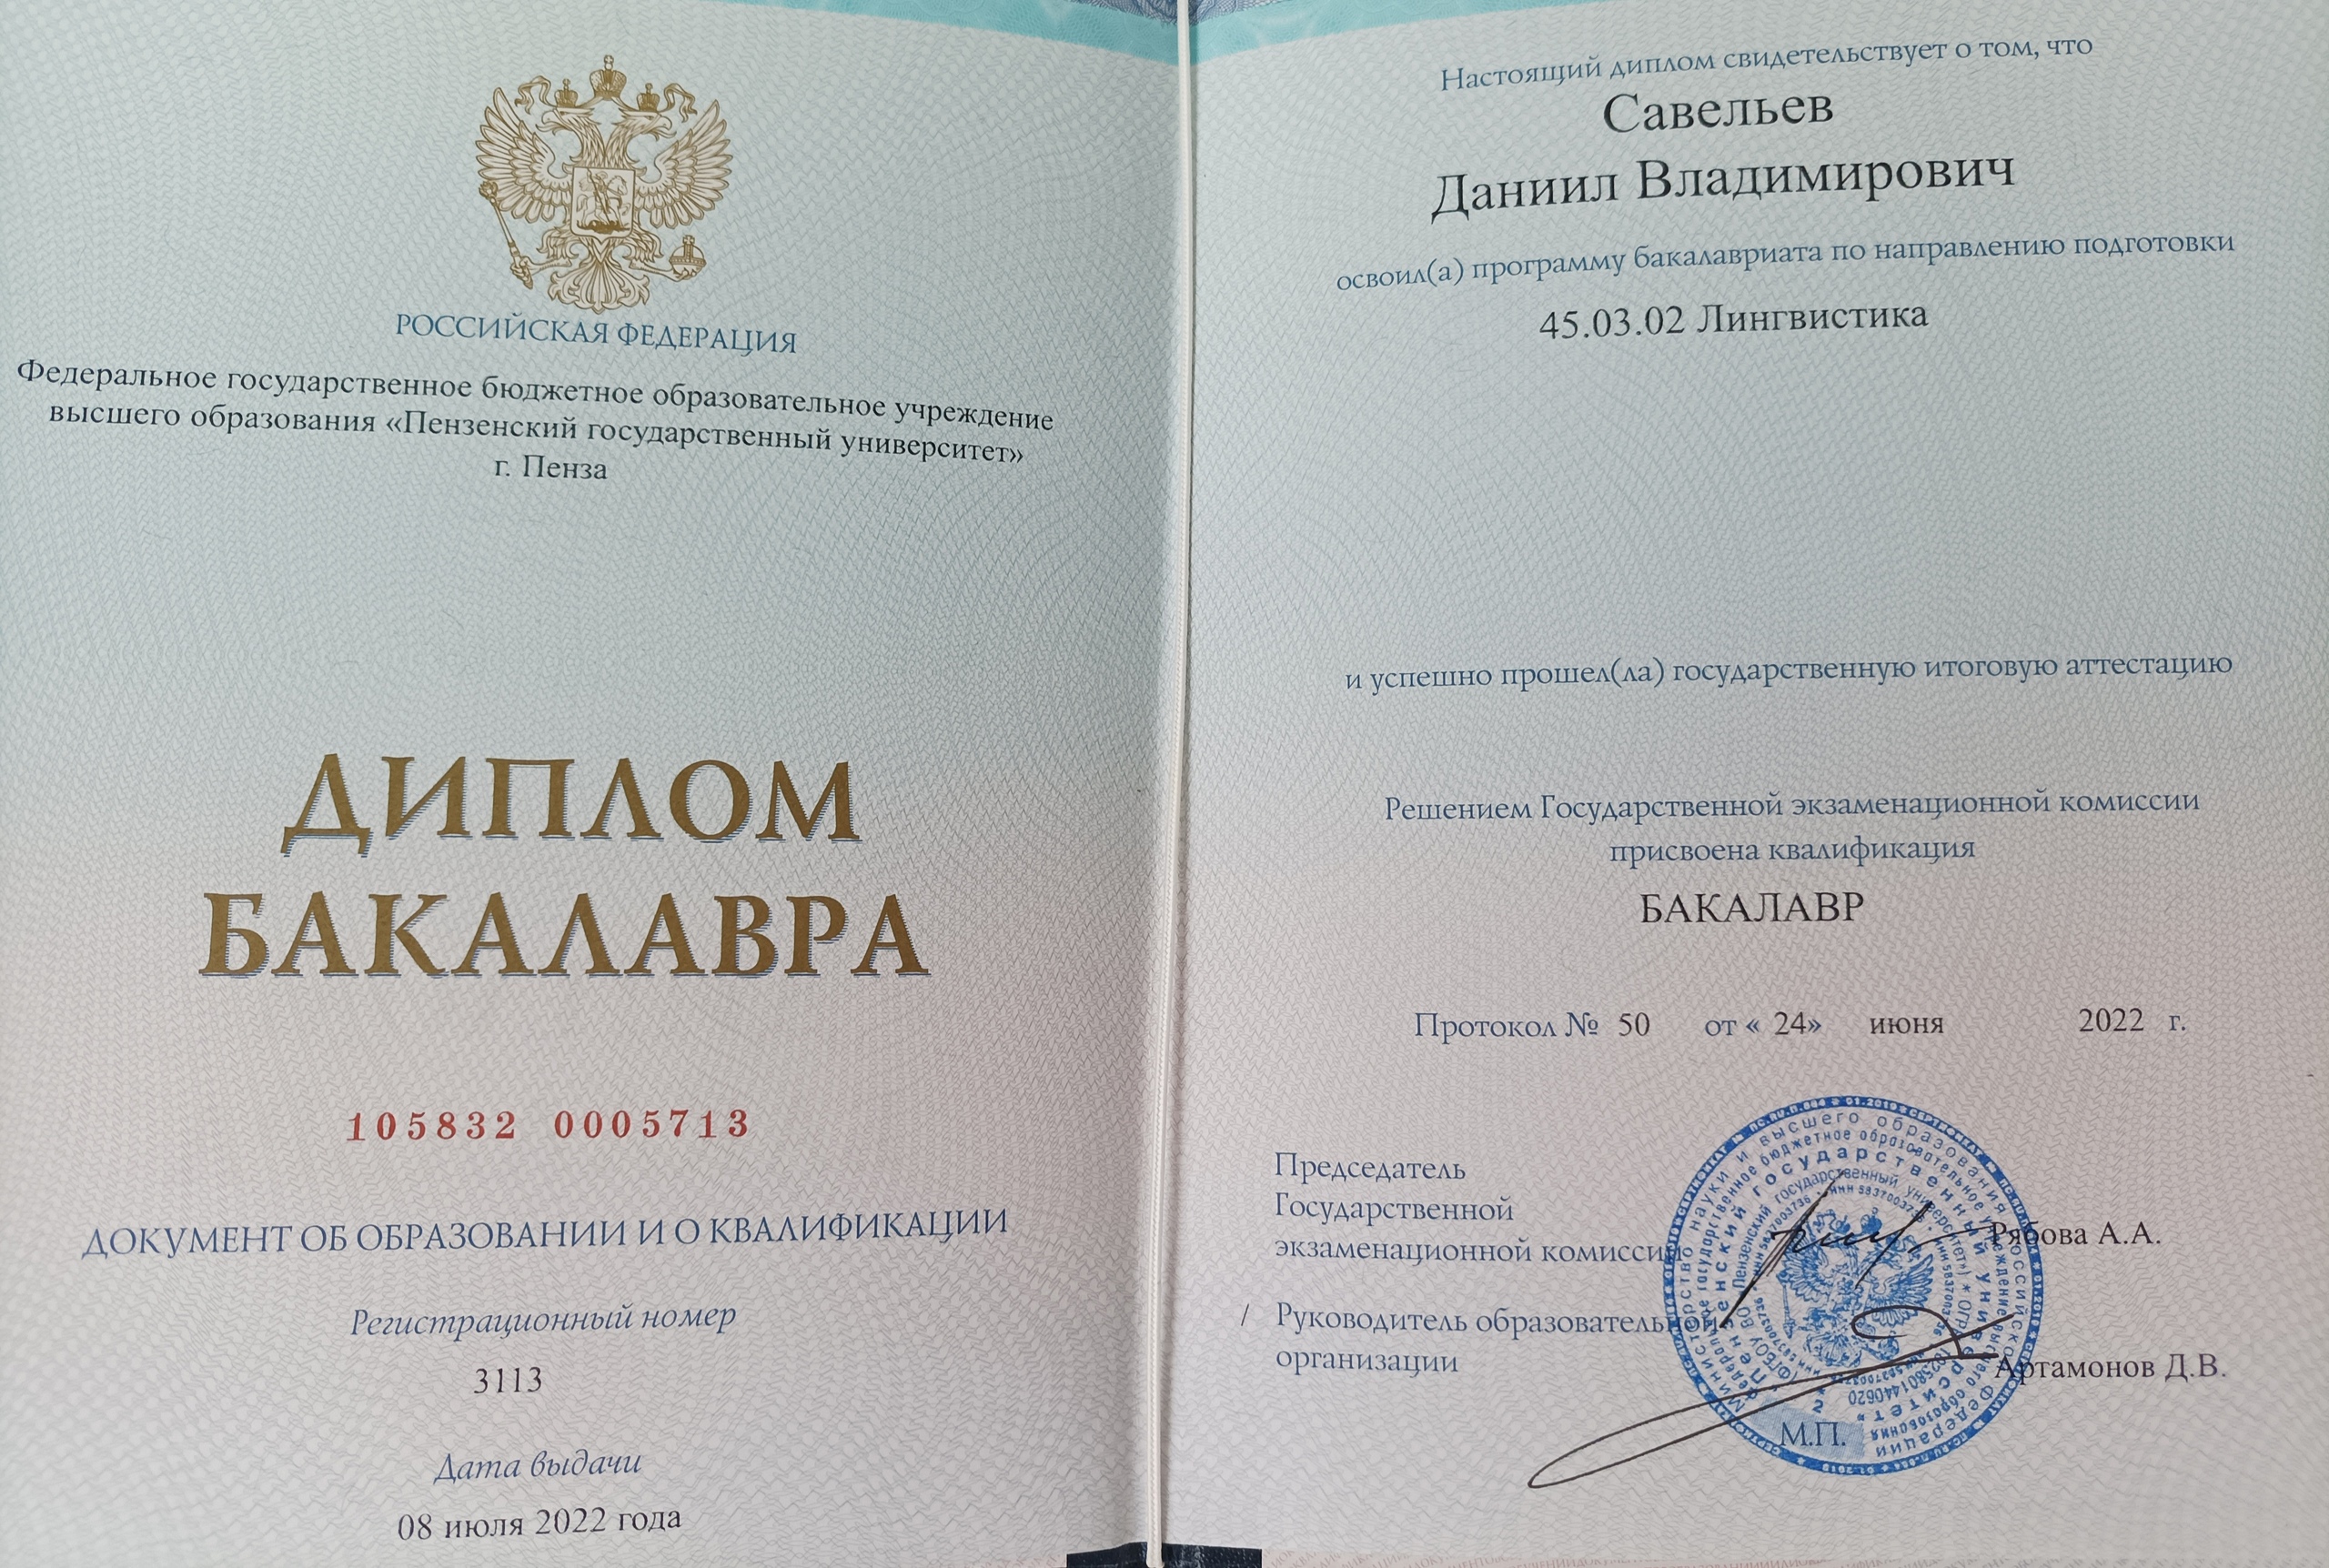 РОССИЙСКАЯ ФЕДЕРАЦИЯ
Федеральное государственное бюджетное образовательное учреждение
высшего образования «Пензенский государственный университет»
г. Пенза
ДИПЛОМ
БАКАЛАВРА
105832 0005713
ДОКУМЕНТ ОБ ОБРАЗОВАНИИ И О КВАЛИФИКАЦИИ
Регистрационный номер
3113
Дата выдачи
08 июля 2022 года
Настоящий диплом свидетельствует о том, что
Савельев
Даниил Владимирович
освоил(а) программу бакалавриата по направлению подготовки
45.03.02 Лингвистика
и успешно прошел(ла) государственную итоговую аттестацию
Решением Государственной экзаменационной комиссии
присвоена квалификация
БАКАЛАВР
Протокол № 50 от « 24» июня 2022 г.
Председатель
Государственной
экзаменационной комиссии
Рябова А.А.
/ Руководитель образовательной
организации
Артамонов Д.В.
М.П.